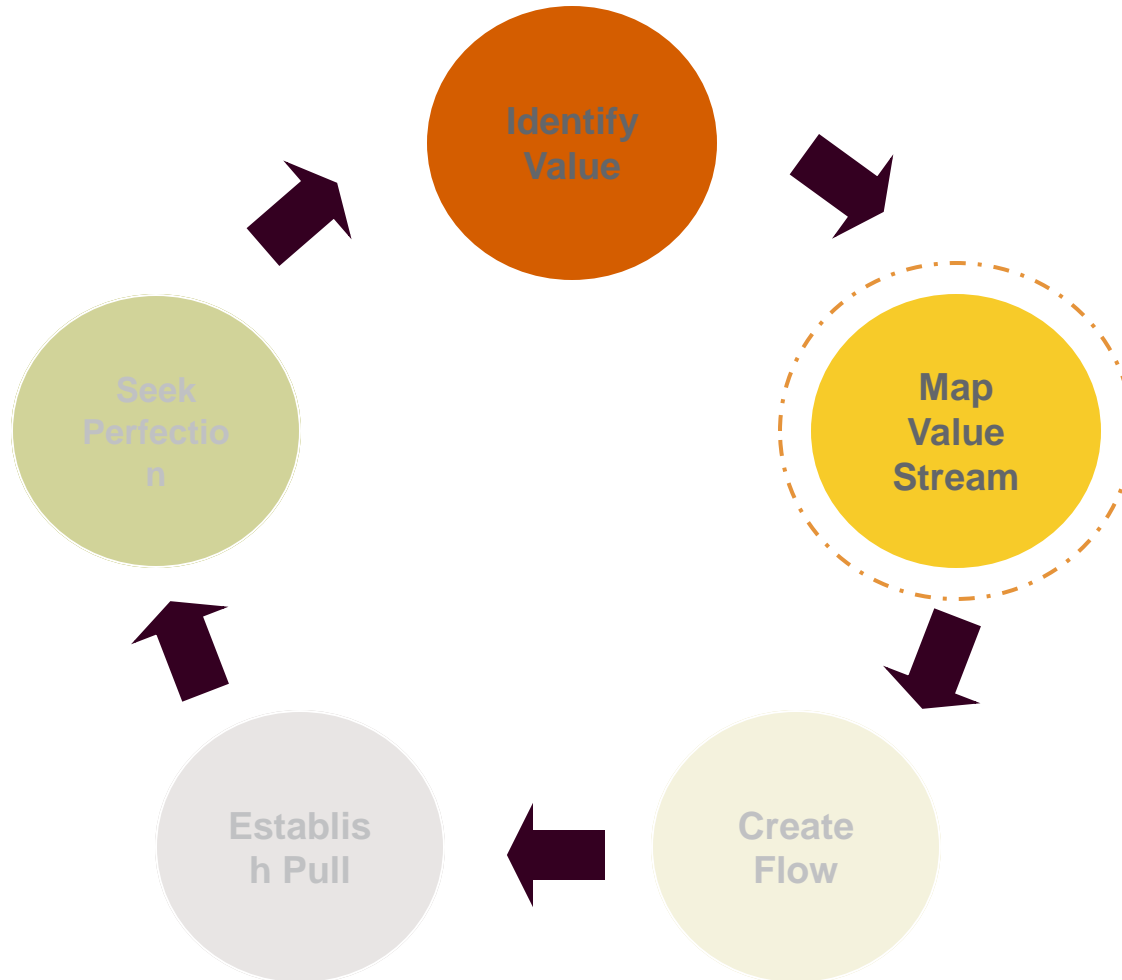 Identify
Value
Map
Value
Stream
Create
Flow
Establis
h Pull
Seek
Perfectio
n